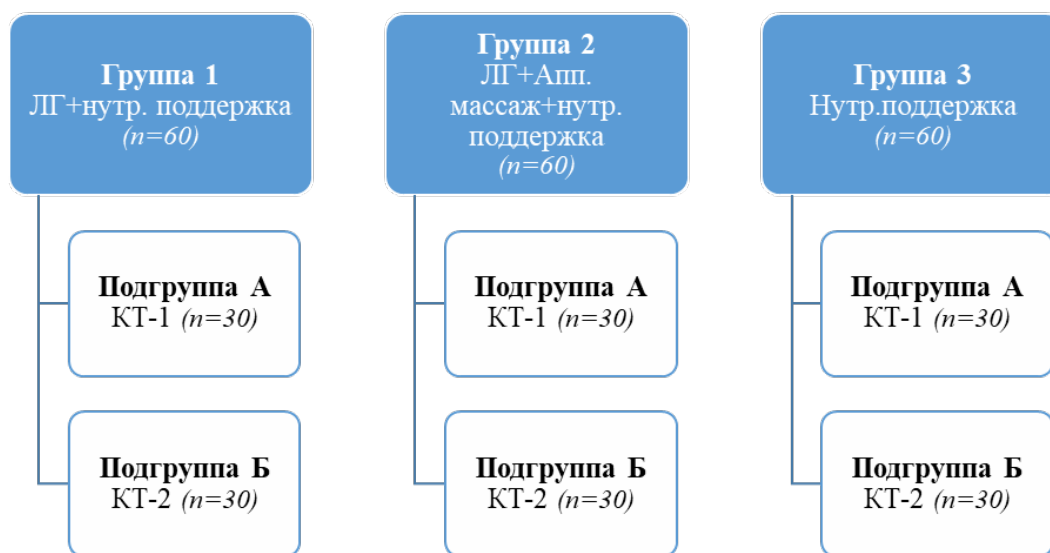 Группа 1
ЛГ+нутр. поддержка
(n=60)
Подгруппа А
КТ-1 (n=30)
Подгруппа Б
КТ-2 (n=30)
Группа 2
ЛГ+Апп.
массаж+нутр.
поддержка
(n=60)
Подгруппа А
КТ-1 (n=30)
Подгруппа Б
КТ-2 (n=30)
Группа 3
Нутр.поддержка
(n=60)
Подгруппа А
КТ-1 (n=30)
Подгруппа Б
КТ-2 (n=30)